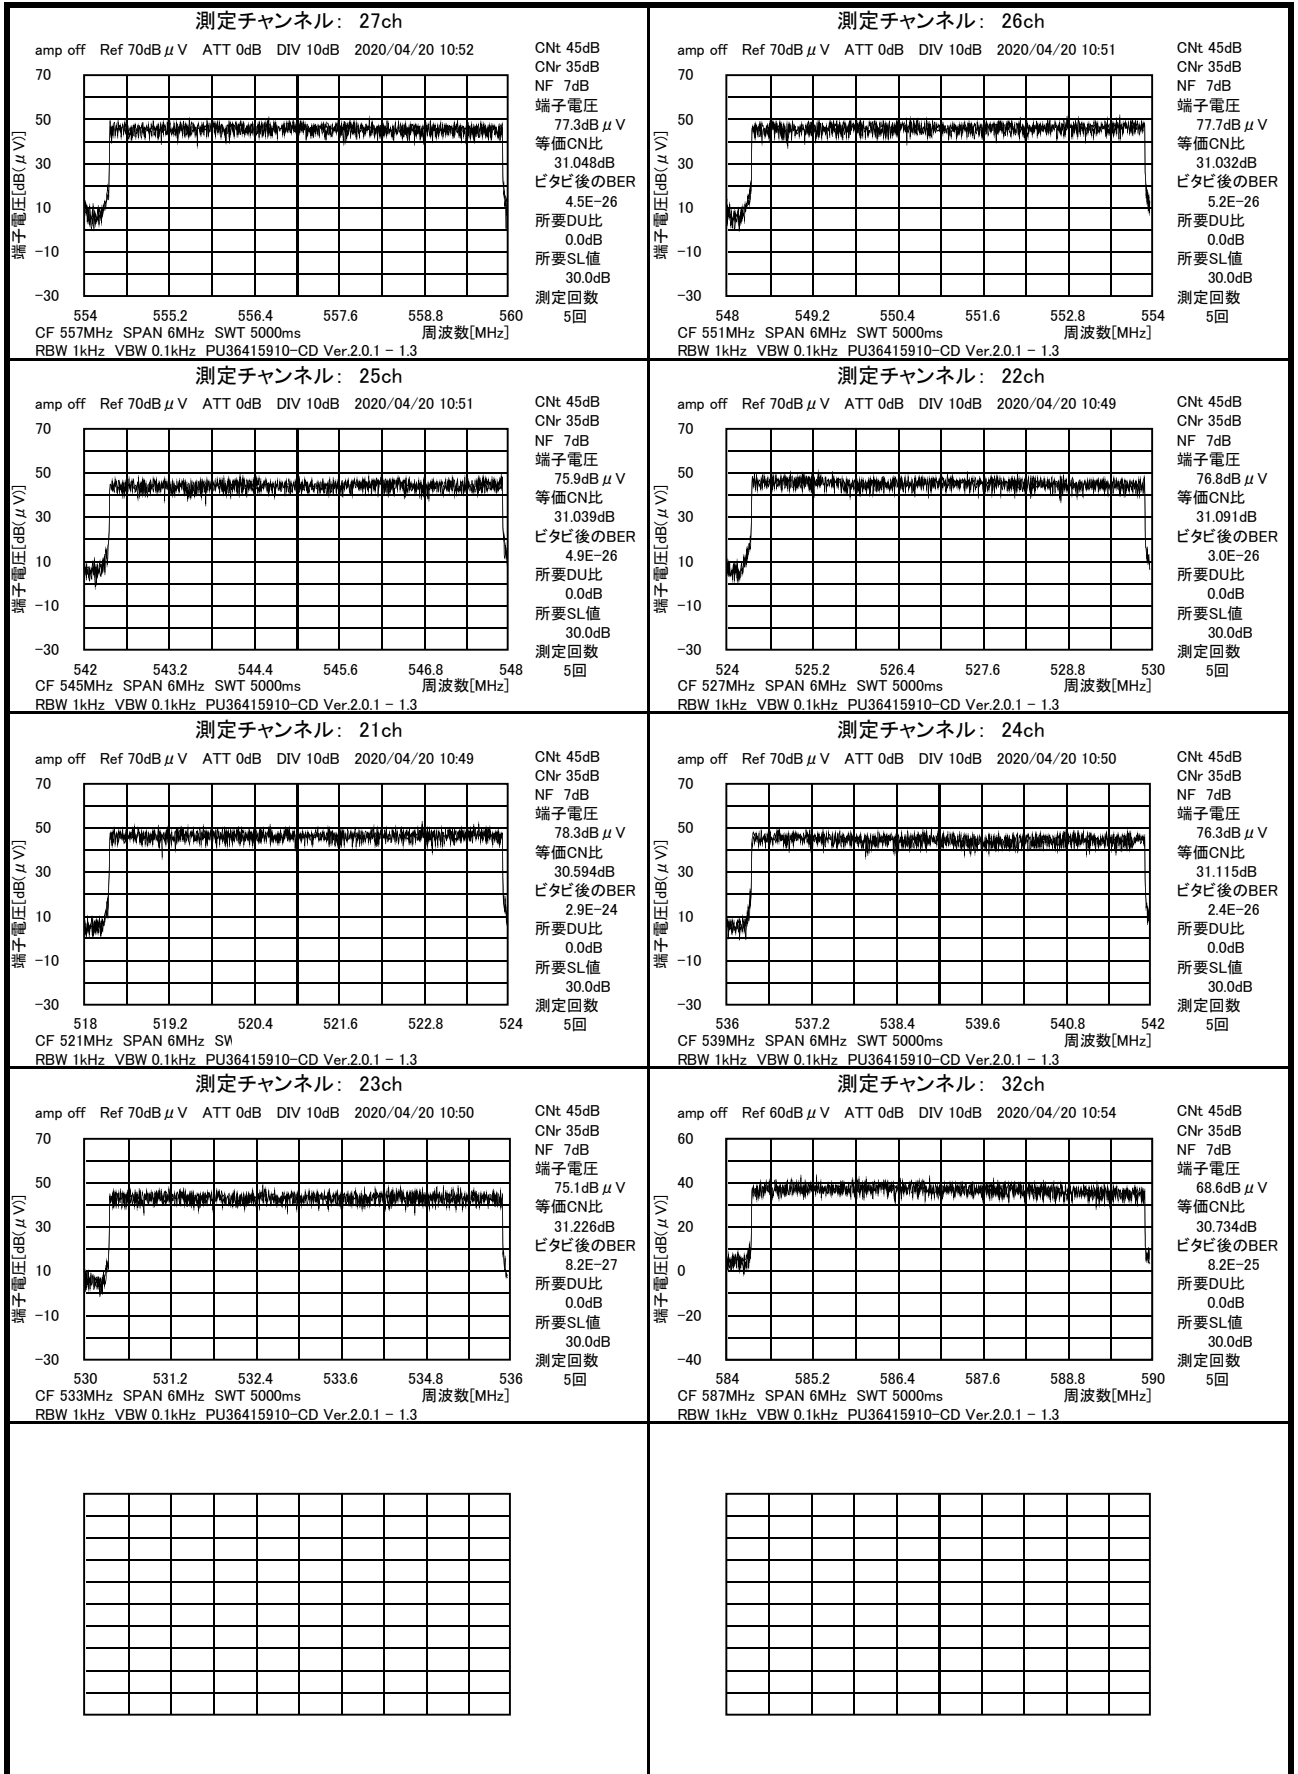 測定チャンネル： 27ch
amp off Ref 70dBμV ATT 0dB DIV 10dB 2020/04/20 10:52
CNt 45dB
CNr 35dB
NF 7dB
端子電圧
77.3dBμV
等価CN比
31.048dB
ビタビ後のBER
4.5E-26
所要DU比
0.0dB
所要SL値
30.0dB
測定回数
5回
端子電圧[dB(μV)]
70
50
30
10
-10
-30
554 555.2 556.4 557.6 558.8 560
CF 557MHz SPAN 6MHz SWT 5000ms 周波数[MHz]
RBW 1kHz VBW 0.1kHz PU36415910-CD Ver.2.0.1 - 1.3
測定チャンネル： 26ch
amp off Ref 70dBμV ATT 0dB DIV 10dB 2020/04/20 10:51
CNt 45dB
CNr 35dB
NF 7dB
端子電圧
77.7dBμV
等価CN比
31.032dB
ビタビ後のBER
5.2E-26
所要DU比
0.0dB
所要SL値
30.0dB
測定回数
5回
端子電圧[dB(μV)]
70
50
30
10
-10
-30
548 549.2 550.4 551.6 552.8 554
CF 551MHz SPAN 6MHz SWT 5000ms 周波数[MHz]
RBW 1kHz VBW 0.1kHz PU36415910-CD Ver.2.0.1 - 1.3
測定チャンネル： 25ch
amp off Ref 70dBμV ATT 0dB DIV 10dB 2020/04/20 10:51
CNt 45dB
CNr 35dB
NF 7dB
端子電圧
75.9dBμV
等価CN比
31.039dB
ビタビ後のBER
4.9E-26
所要DU比
0.0dB
所要SL値
30.0dB
測定回数
5回
端子電圧[dB(μV)]
70
50
30
10
-10
-30
542 543.2 544.4 545.6 546.8 548
CF 545MHz SPAN 6MHz SWT 5000ms 周波数[MHz]
RBW 1kHz VBW 0.1kHz PU36415910-CD Ver.2.0.1 - 1.3
測定チャンネル： 22ch
amp off Ref 70dBμV ATT 0dB DIV 10dB 2020/04/20 10:49
CNt 45dB
CNr 35dB
NF 7dB
端子電圧
76.8dBμV
等価CN比
31.091dB
ビタビ後のBER
3.0E-26
所要DU比
0.0dB
所要SL値
30.0dB
測定回数
5回
端子電圧[dB(μV)]
70
50
30
10
-10
-30
524 525.2 526.4 527.6 528.8 530
CF 527MHz SPAN 6MHz SWT 5000ms 周波数[MHz]
RBW 1kHz VBW 0.1kHz PU36415910-CD Ver.2.0.1 - 1.3
測定チャンネル： 21ch
amp off Ref 70dBμV ATT 0dB DIV 10dB 2020/04/20 10:49
CNt 45dB
CNr 35dB
NF 7dB
端子電圧
78.3dBμV
等価CN比
30.594dB
ビタビ後のBER
2.9E-24
所要DU比
0.0dB
所要SL値
30.0dB
測定回数
5回
端子電圧[dB(μV)]
70
50
30
10
-10
-30
518 519.2 520.4 521.6 522.8 524
CF 521MHz SPAN 6MHz SW
RBW 1kHz VBW 0.1kHz PU36415910-CD Ver.2.0.1 - 1.3
測定チャンネル： 24ch
amp off Ref 70dBμV ATT 0dB DIV 10dB 2020/04/20 10:50
CNt 45dB
CNr 35dB
NF 7dB
端子電圧
76.3dBμV
等価CN比
31.115dB
ビタビ後のBER
2.4E-26
所要DU比
0.0dB
所要SL値
30.0dB
測定回数
5回
端子電圧[dB(μV)]
70
50
30
10
-10
-30
536 537.2 538.4 539.6 540.8 542
CF 539MHz SPAN 6MHz SWT 5000ms 周波数[MHz]
RBW 1kHz VBW 0.1kHz PU36415910-CD Ver.2.0.1 - 1.3
測定チャンネル： 23ch
amp off Ref 70dBμV ATT 0dB DIV 10dB 2020/04/20 10:50
CNt 45dB
CNr 35dB
NF 7dB
端子電圧
75.1dBμV
等価CN比
31.226dB
ビタビ後のBER
8.2E-27
所要DU比
0.0dB
所要SL値
30.0dB
測定回数
5回
端子電圧[dB(μV)]
70
50
30
10
-10
-30
530 531.2 532.4 533.6 534.8 536
CF 533MHz SPAN 6MHz SWT 5000ms 周波数[MHz]
RBW 1kHz VBW 0.1kHz PU36415910-CD Ver.2.0.1 - 1.3
測定チャンネル： 32ch
amp off Ref 60dBμV ATT 0dB DIV 10dB 2020/04/20 10:54
CNt 45dB
CNr 35dB
NF 7dB
端子電圧
68.6dBμV
等価CN比
30.734dB
ビタビ後のBER
8.2E-25
所要DU比
0.0dB
所要SL値
30.0dB
測定回数
5回
端子電圧[dB(μV)]
60
40
20
0
-20
-40
584 585.2 586.4 587.6 588.8 590
CF 587MHz SPAN 6MHz SWT 5000ms 周波数[MHz]
RBW 1kHz VBW 0.1kHz PU36415910-CD Ver.2.0.1 - 1.3